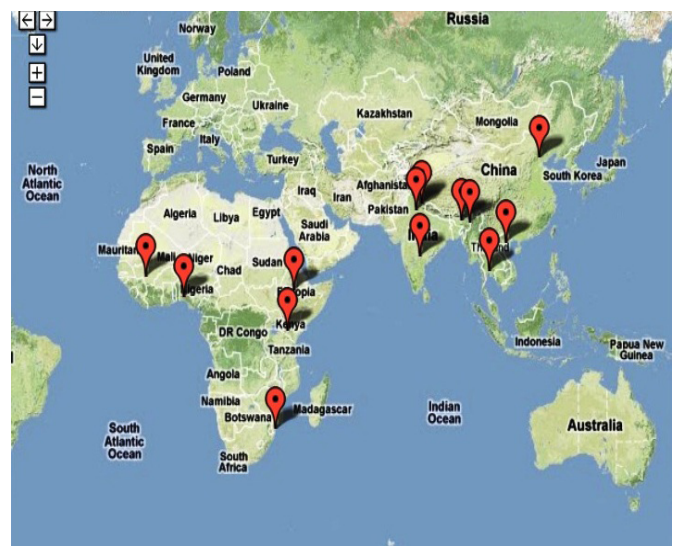 Russia
Norway
United
Kingdom
Poland
Germany
Ukraine
Kazakhstan
Mongolia
France
Italy
Spain
Turkey
Japan
China
South Korea
North
Atlantic
Ocean
Afghanista
Iraq
Iran
Pakistan
Algeria
Libya
Egypt
Saudi
Arabia
Mauritan
Mali
Niger
Chad
Sudan
Nigeria
Kenya
DR Congo
Tanzania
Indonesia
Papua New
Guinea
Angola
Namibia
Botswana
Madagascar
Indian
Ocean
South
Atlantic
Ocean
Australia
South
Africa